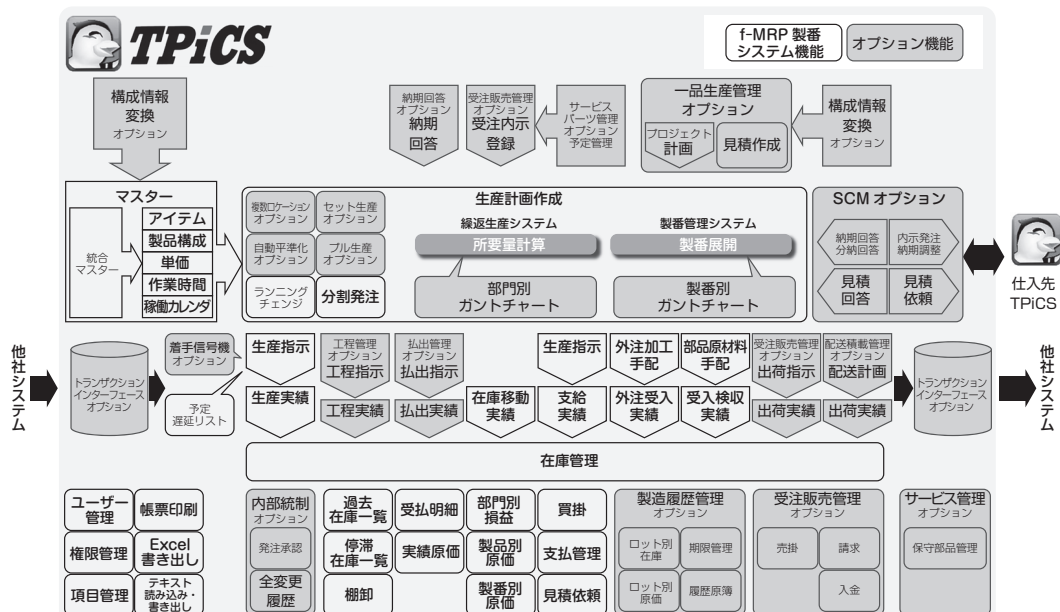 TPiCS
f-MRP 製番
システム機能
オプション機能
構成情報
変換
オプション
納期回答
オプション
納期
回答
受注販売管理
オプション
受注内示
登録
サービス
パーツ管理
オプション
予定管理
一品生産管理
オプション
プロジェクト
計画
見積作成
構成情報
変換
オプション
マスター
統合
マスター
アイテム
製品構成
単価
作業時間
稼働カレンダ
生産計画作成
複数ロケーション
オプション
セット生産
オプション
自動平準化
オプション
プル生産
オプション
ランニング
チェンジ
分割発注
繰返生産システム
所要量計算
部門別
ガントチャート
製番管理システム
製番展開
製番別
ガントチャート
SCM オプション
納期回答
分納回答
内示発注
納期調整
見積
回答
見積
依頼
仕入先
TPiCS
他社システム
トランザクション
インターフェース
オプション
着手信号機
オプション
予定
遅延リスト
生産指示
工程管理
オプション
工程指示
払出管理
オプション
払出指示
生産指示
外注加工
手配
部品原材料
手配
受注販売管理
オプション
出荷指示
配送積載管理
オプション
配送計画
生産実績
工程実績
払出実績
在庫移動
実績
支給
実績
外注受入
実績
受入検収
実績
出荷実績
出荷実績
トランザクション
インターフェース
オプション
他社システム
在庫管理
ユーザー
管理
帳票印刷
権限管理
Excel
書き出し
項目管理
テキスト
読み込み・
書き出し
内部統制
オプション
発注承認
全変更
履歴
過去
在庫一覧
受払明細
部門別
損益
買掛
停滞
在庫一覧
実績原価
製品別
原価
支払管理
棚卸
製番別
原価
見積依頼
製造履歴管理
オプション
ロット別
在庫
期限管理
ロット別
原価
履歴原簿
受注販売管理
オプション
売掛
請求
入金
サービス管理
オプション
保守部品管理